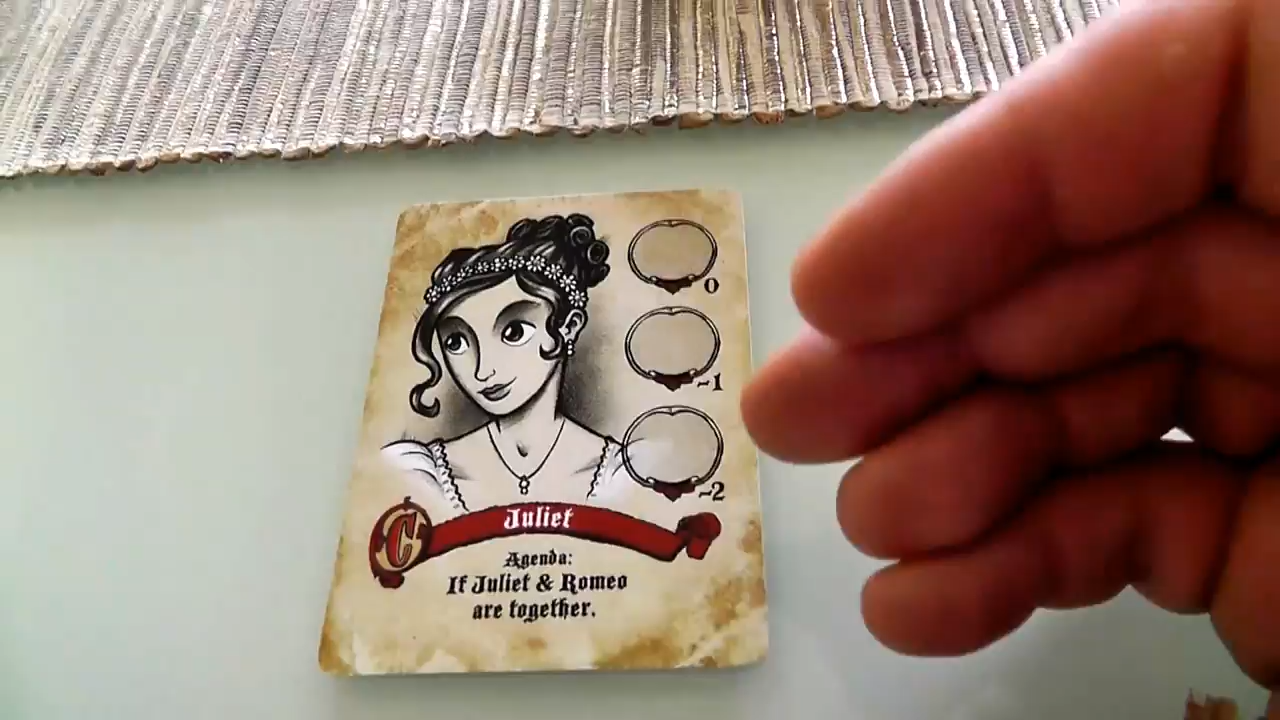 0
-1
-2
C
Juliet
Agenda:
If Juliet & Romeo
are together.